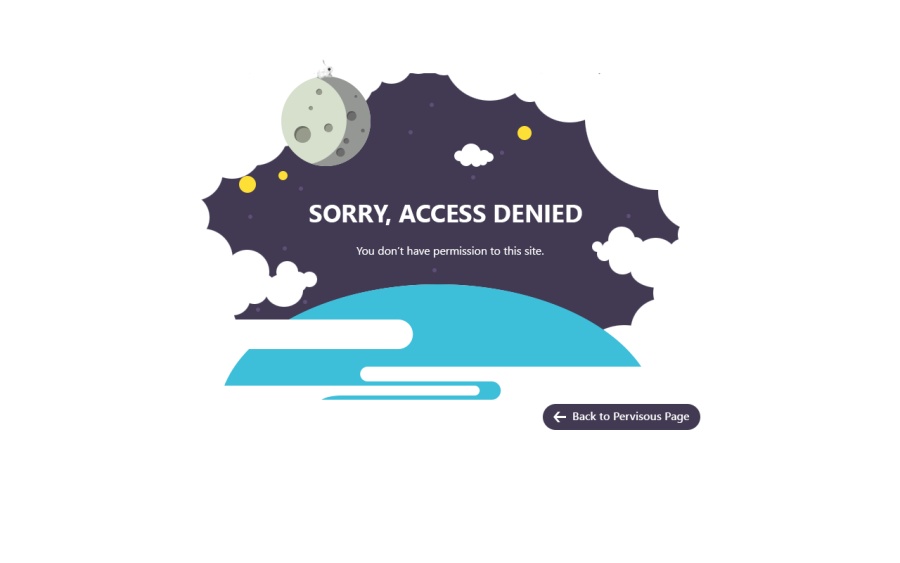 SORRY, ACCESS DENIED
You don't have permission to this site.
Back to Pervisous Page